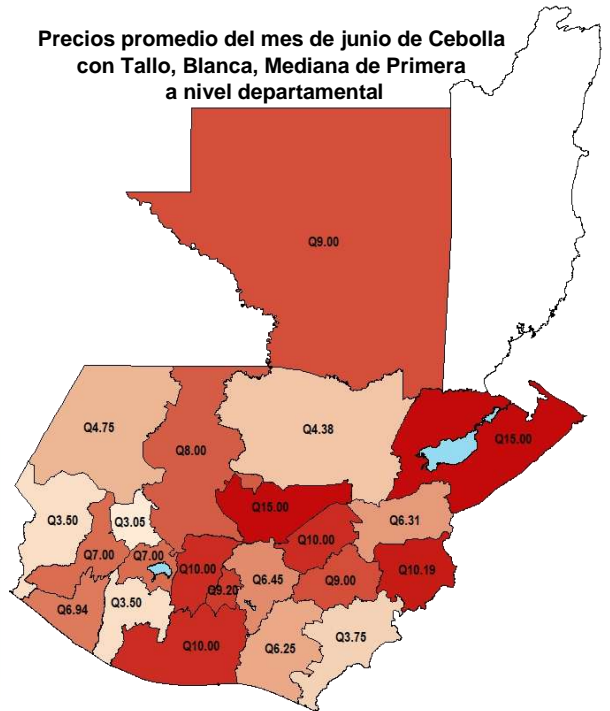 Precios promedio del mes de junio de Cebolla
con Tallo, Blanca, Mediana de Primera
a nivel departamental
Q9.00
Q4.75
Q8.00
Q4.38
Q15.00
Q3.50
Q3.05
Q15.00
Q6.31
Q7.00
Q7.00
Q10.00
Q10.00
Q6.45
Q9.00
Q10.19
Q9.20
Q6.94
Q3.50
Q10.00
Q6.25
Q3.75